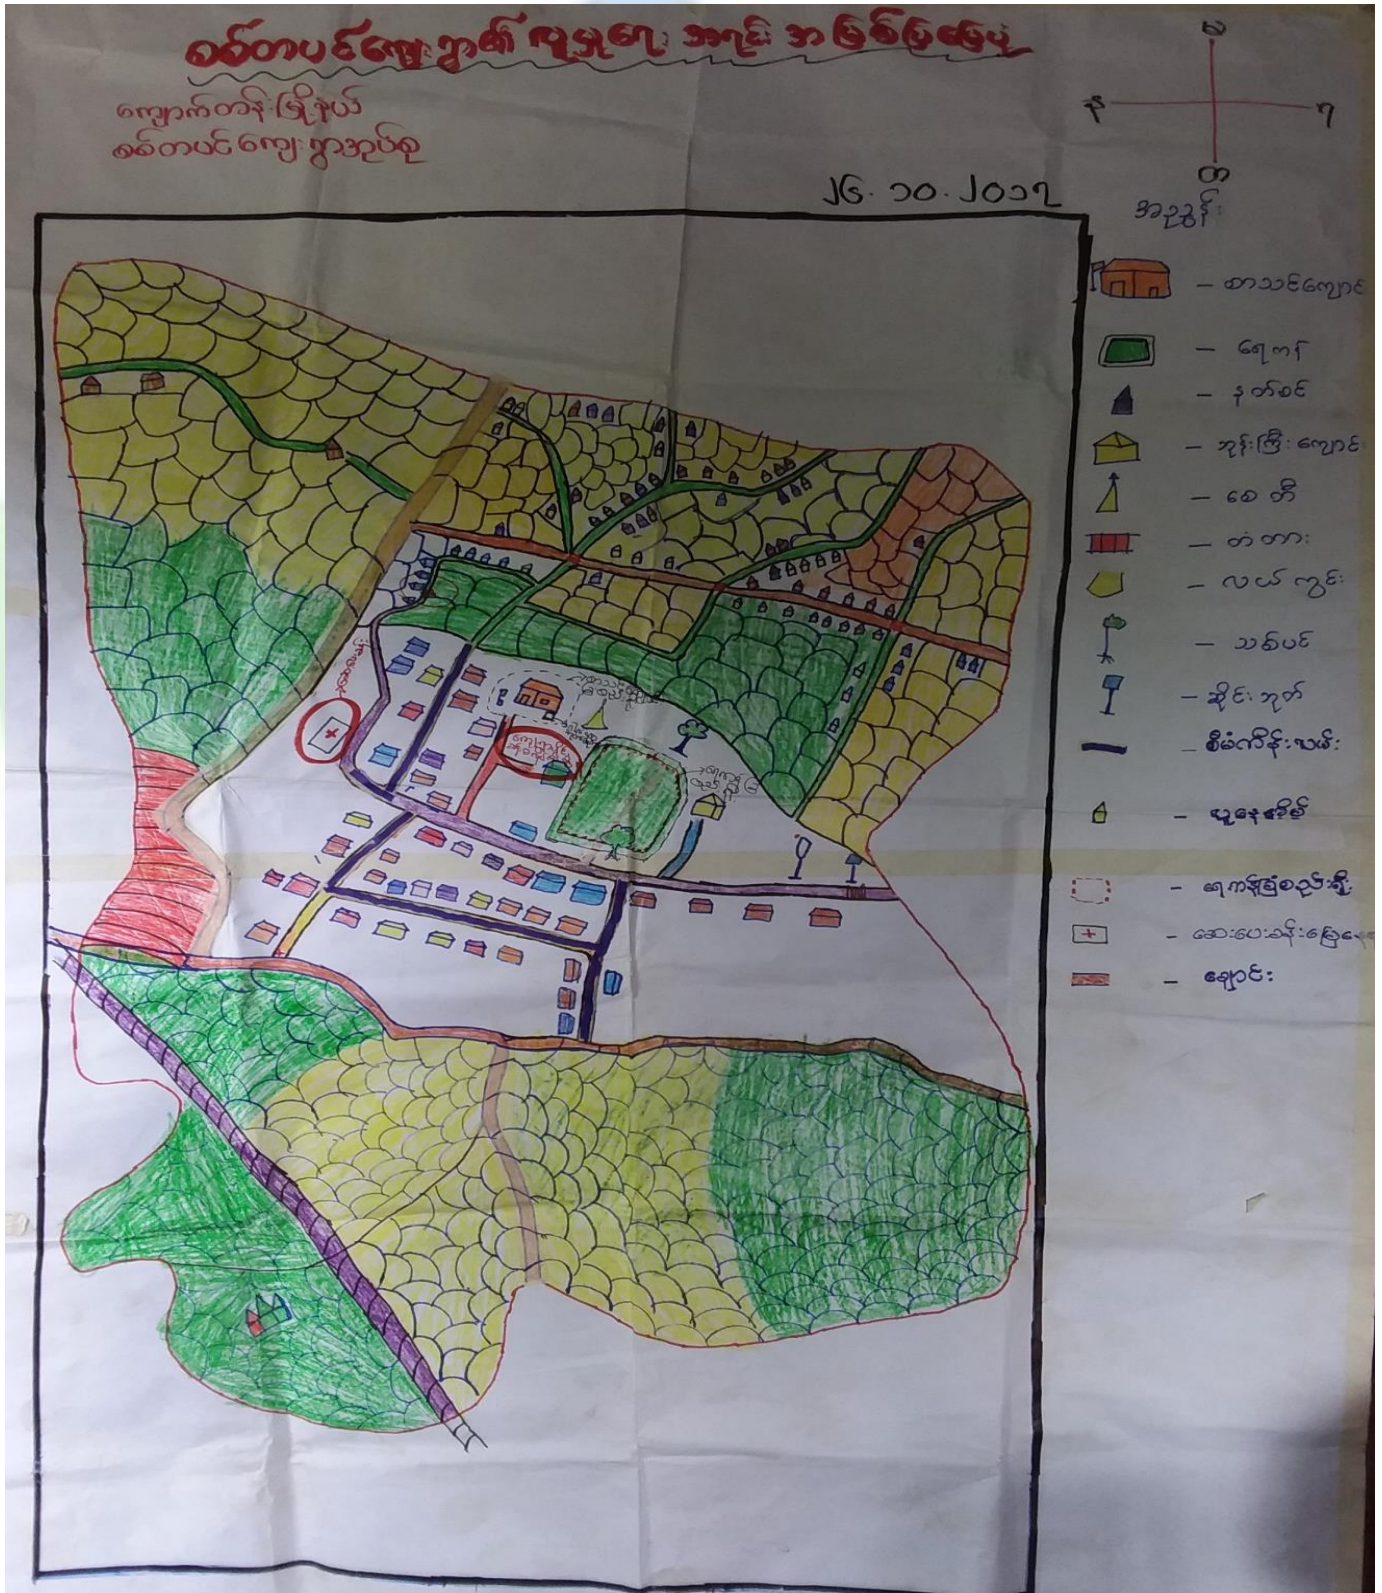 စစ်တပင်ကျေးရွာ၏ လူမှုရေး အရင်း အမြစ်ပြမြေပုံ
ကျောက်တန်းမြို့နယ်
စစ်တပင်ကျေးရွာအုပ်စု
၂၆.၁၀.၂၀၁၇
အညွှန်း
– စာသင်ကျောင်း
– ရေကန်
– နတ်စင်
– ဘုန်းကြီးကျောင်း
– စေတီ
– တံတား
– လယ်ကွင်း
– သစ်ပင်
– ဆိုင်းဘုတ်
– စီမံကိန်းလမ်း
– လူနေအိမ်
– ရေကန်ခြံစည်းရိုး
– ဆေးပေးခန်းမြေနေရာ
– ချောင်း